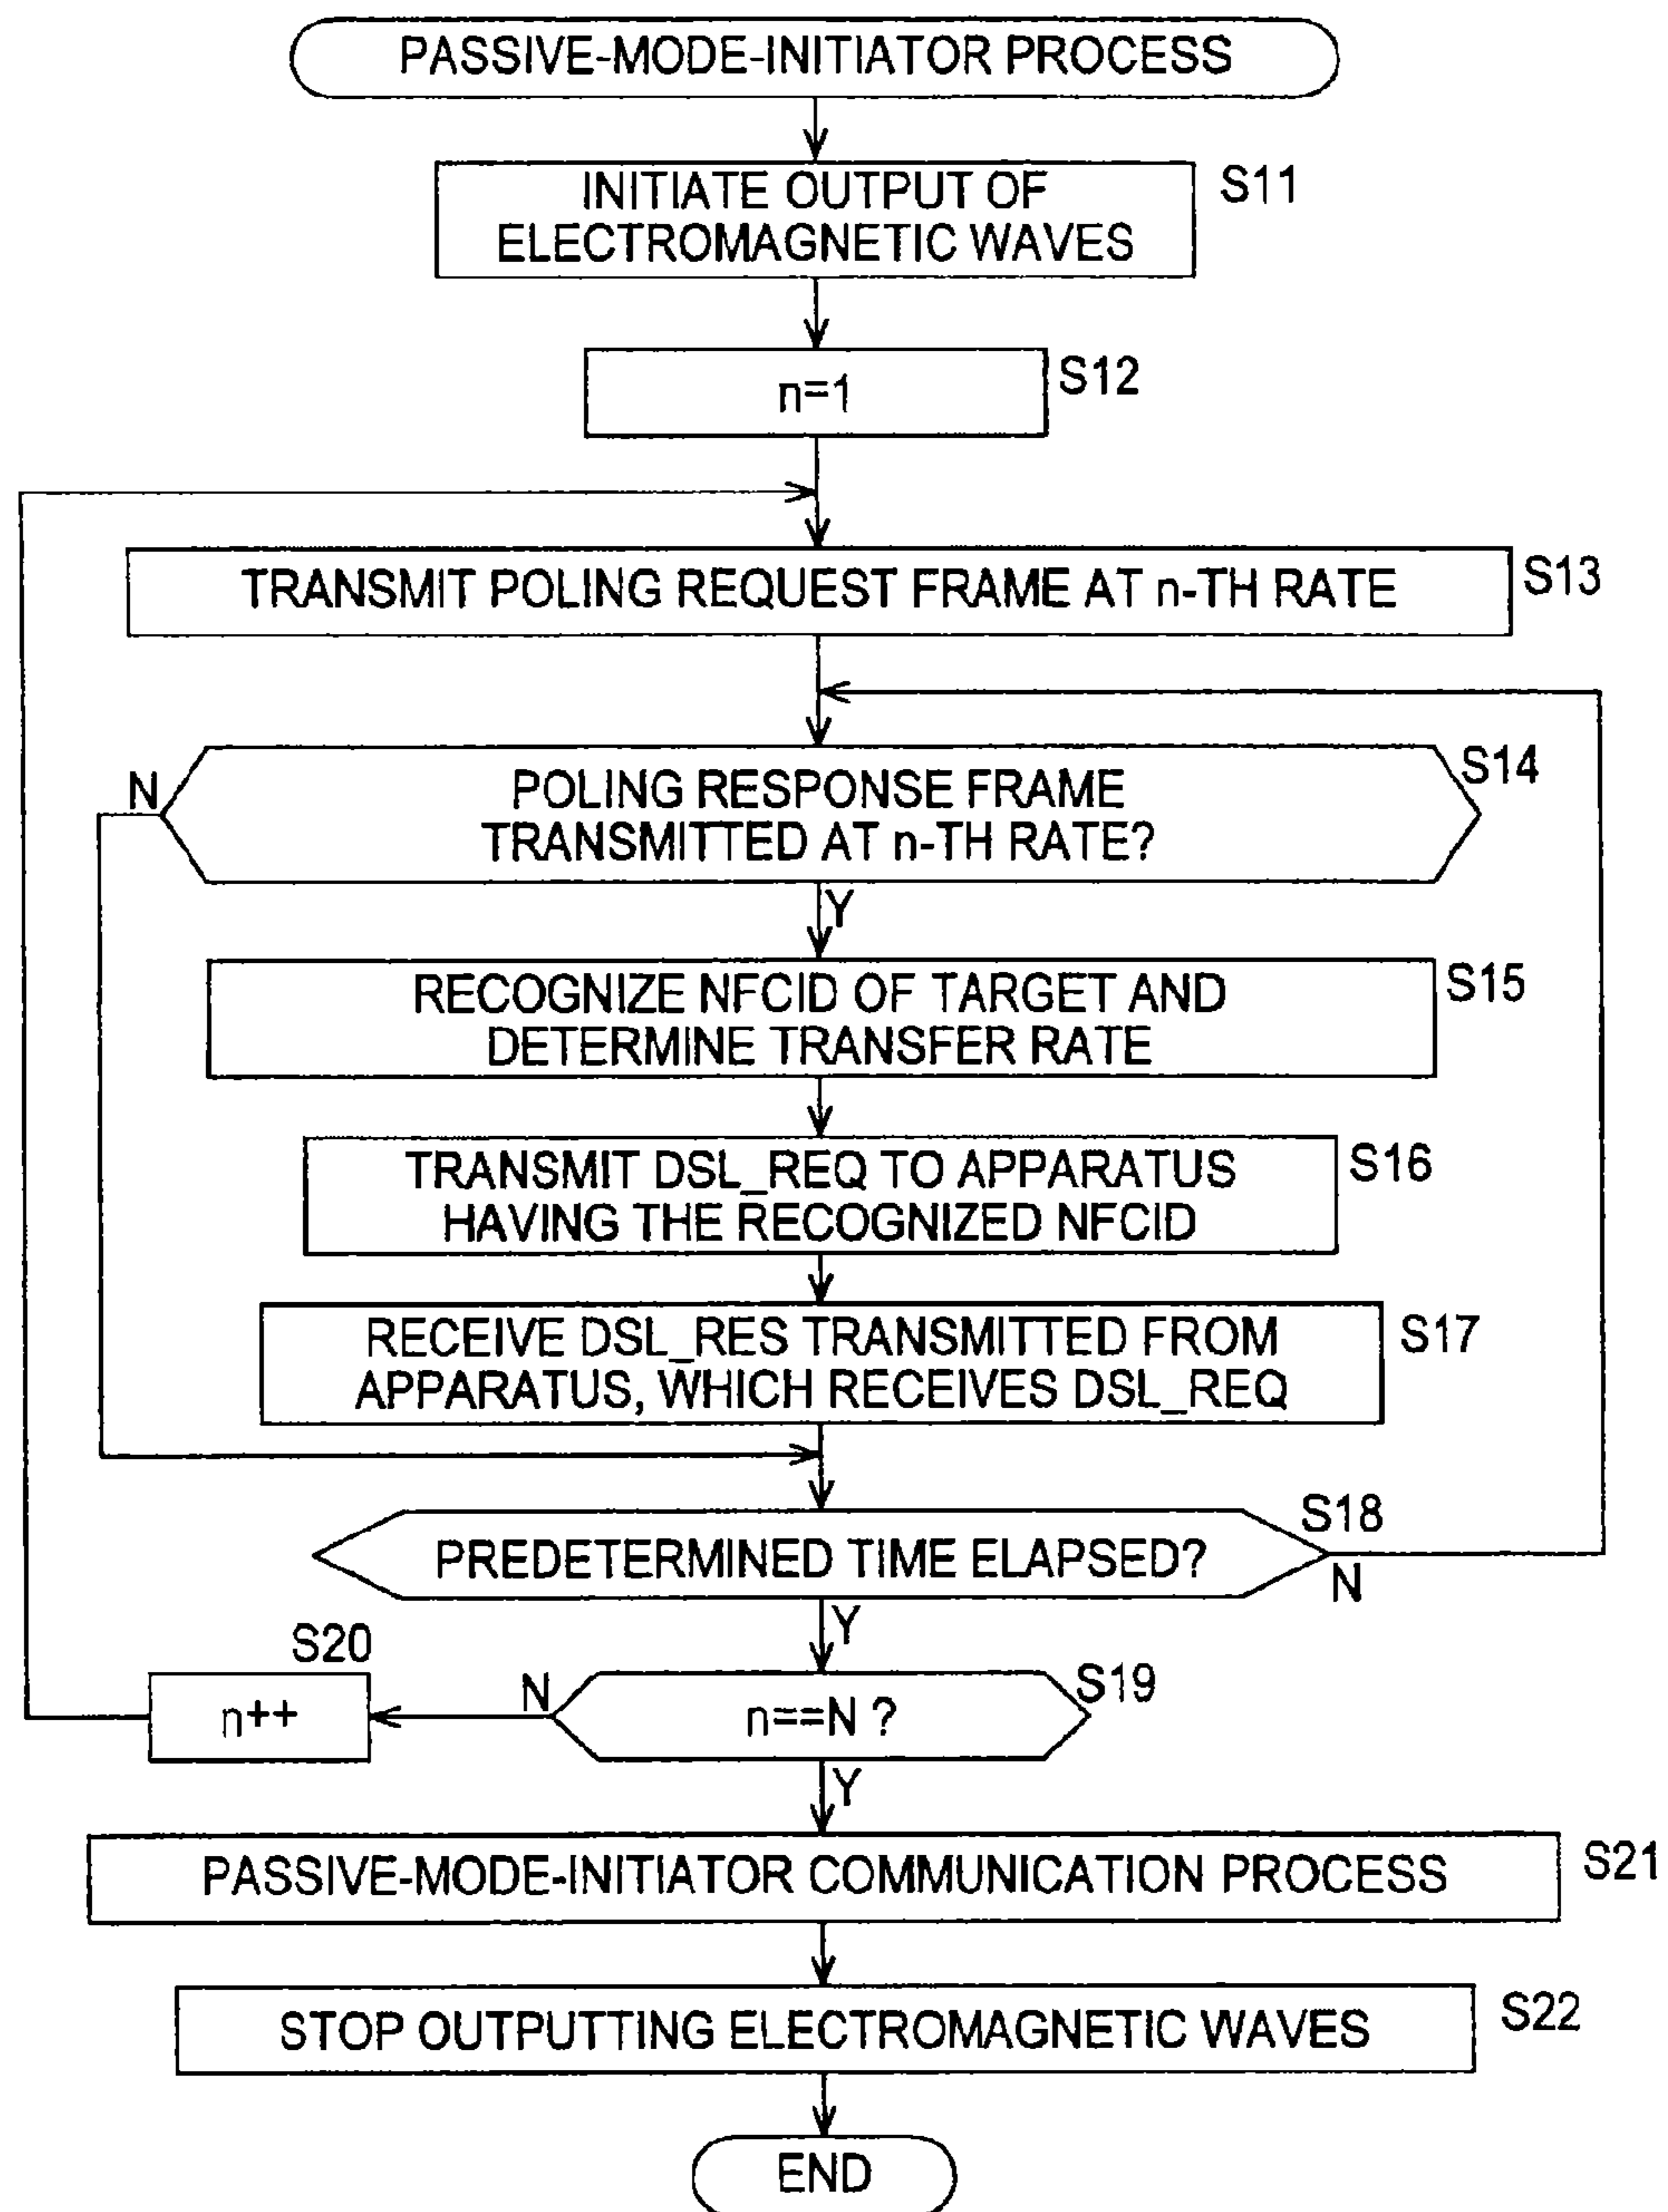 PASSIVE-MODE-INITIATOR PROCESS
INITIATE OUTPUT OF
ELECTROMAGNETIC WAVES
S11
n=1
S12
TRANSMIT POLING REQUEST FRAME AT n-TH RATE
S13
N
POLING RESPONSE FRAME
TRANSMITTED AT n-TH RATE?
S14
Y
RECOGNIZE NFCID OF TARGET AND
DETERMINE TRANSFER RATE
S15
TRANSMIT DSL_REQ TO APPARATUS
HAVING THE RECOGNIZED NFCID
S16
RECEIVE DSL_RES TRANSMITTED FROM
APPARATUS, WHICH RECEIVES DSL_REQ
S17
PREDETERMINED TIME ELAPSED?
S18
N
Y
S20
n++
N
n==N ?
S19
Y
PASSIVE-MODE-INITIATOR COMMUNICATION PROCESS
S21
STOP OUTPUTTING ELECTROMAGNETIC WAVES
S22
END